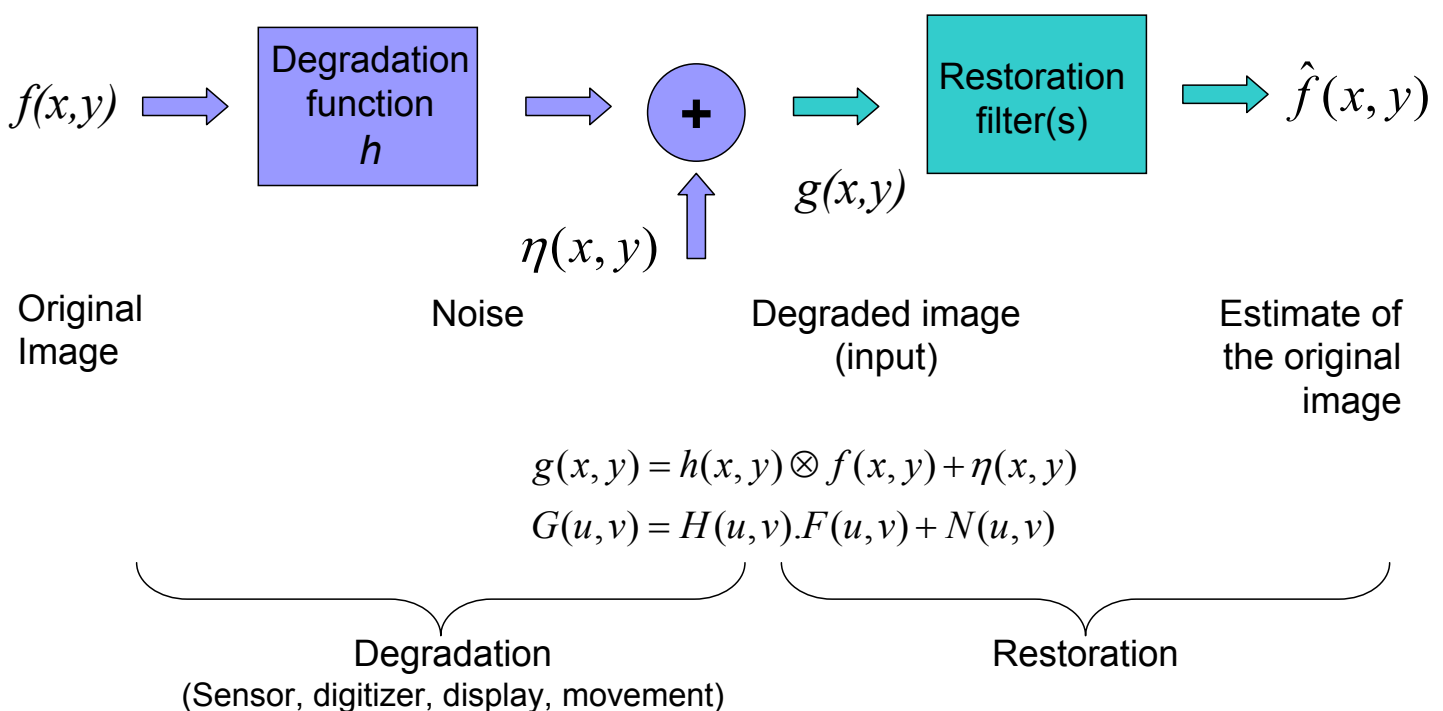 f(x,y)
Degradation
function
h
+
g(x,y)
Restoration
filter(s)
f̂(x, y)
η(x, y)
Original
Image
Noise
Degraded image
(input)
Estimate of
the original
image
g(x, y) = h(x, y) ⊗ f(x, y) + η(x, y)
G(u, v) = H(u, v).F(u, v) + N(u, v)
Degradation
(Sensor, digitizer, display, movement)
Restoration